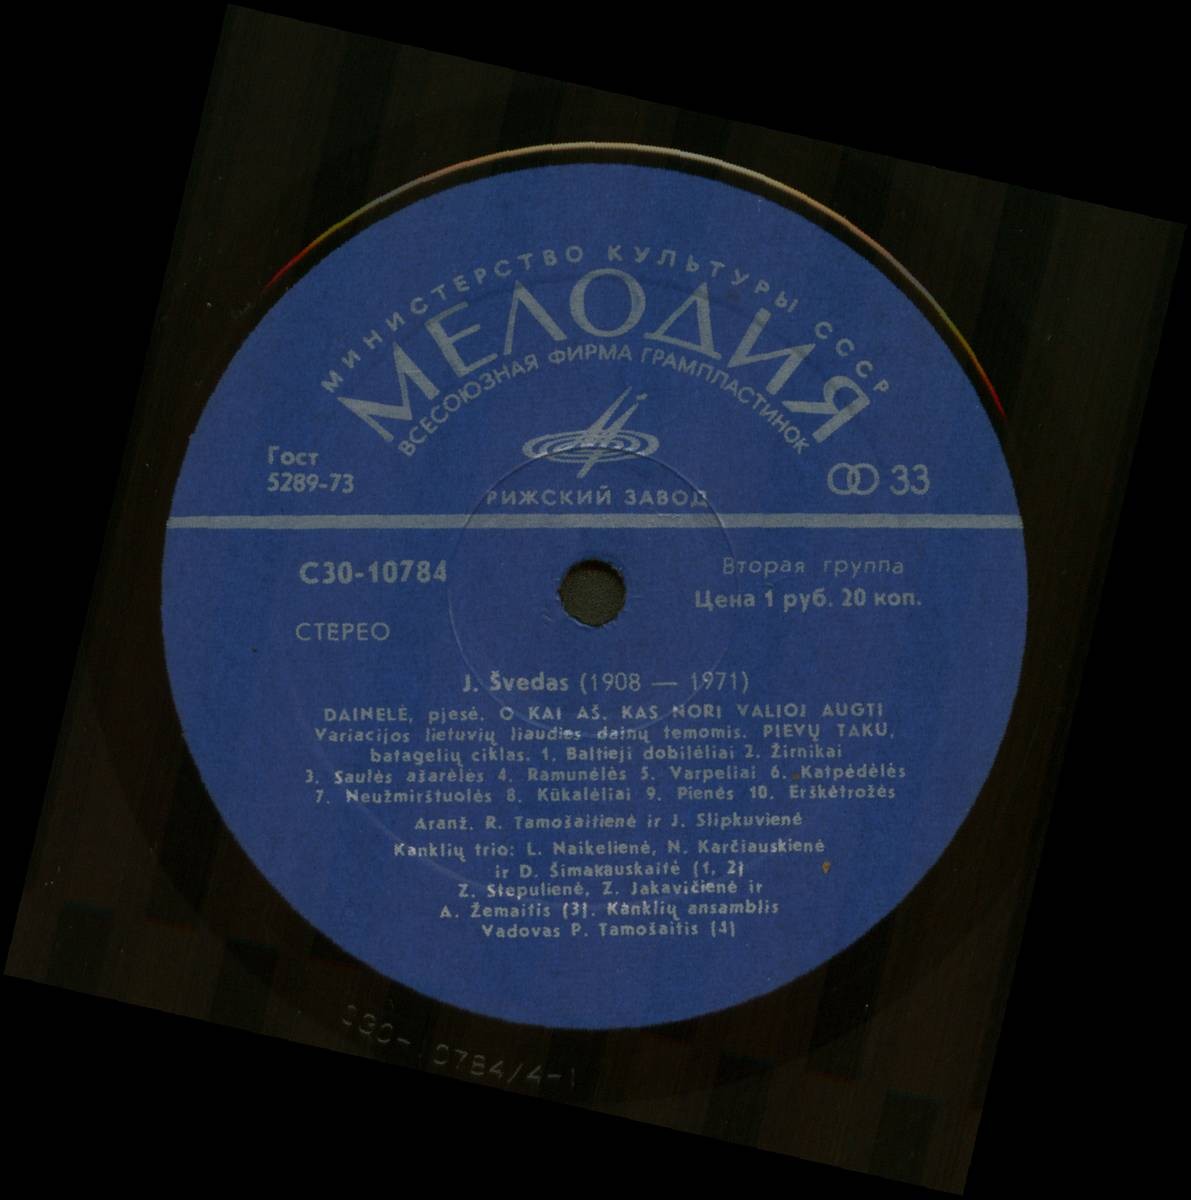 МИНИСТЕРСТВО КУЛЬТУРЫ СССР
МЕЛОДИЯ
ВСЕСОЮЗНАЯ ФИРМА ГРАМПЛАСТИНОК
Гост
5289-73
33
РИЖСКИЙ ЗАВОД
С30-10784
Вторая группа
Цена 1 руб. 20 коп.
СТЕРЕО
J. Švedas (1908 — 1971)
DAINELĖ, pjesė. O KAI AŠ. KAS NORI VALIOJ AUGTI
Variacijos lietuvių liaudies dainų temomis. PIEVŲ TAKU,
batagelių ciklas. 1. Baltieji dobilėliai 2. Žirnikai
3. Saulės ašarėlės 4. Ramunėlės 5. Varpeliai 6. Katpėdėlės
7. Neužmirštuolės 8. Kūkalėliai 9. Pienės 10. Erškėtrožės
Aranž. R. Tamošaitienė ir J. Slipkuvienė
Kanklių trio: L. Naikelienė, N. Karčiauskienė
ir D. Šimakauskaitė (1, 2)
Z. Stepulienė, Z. Jakavičienė ir
A. Žemaitis (3). Kanklių ansamblis
Vadovas P. Tamošaitis (4)
0784/4-1